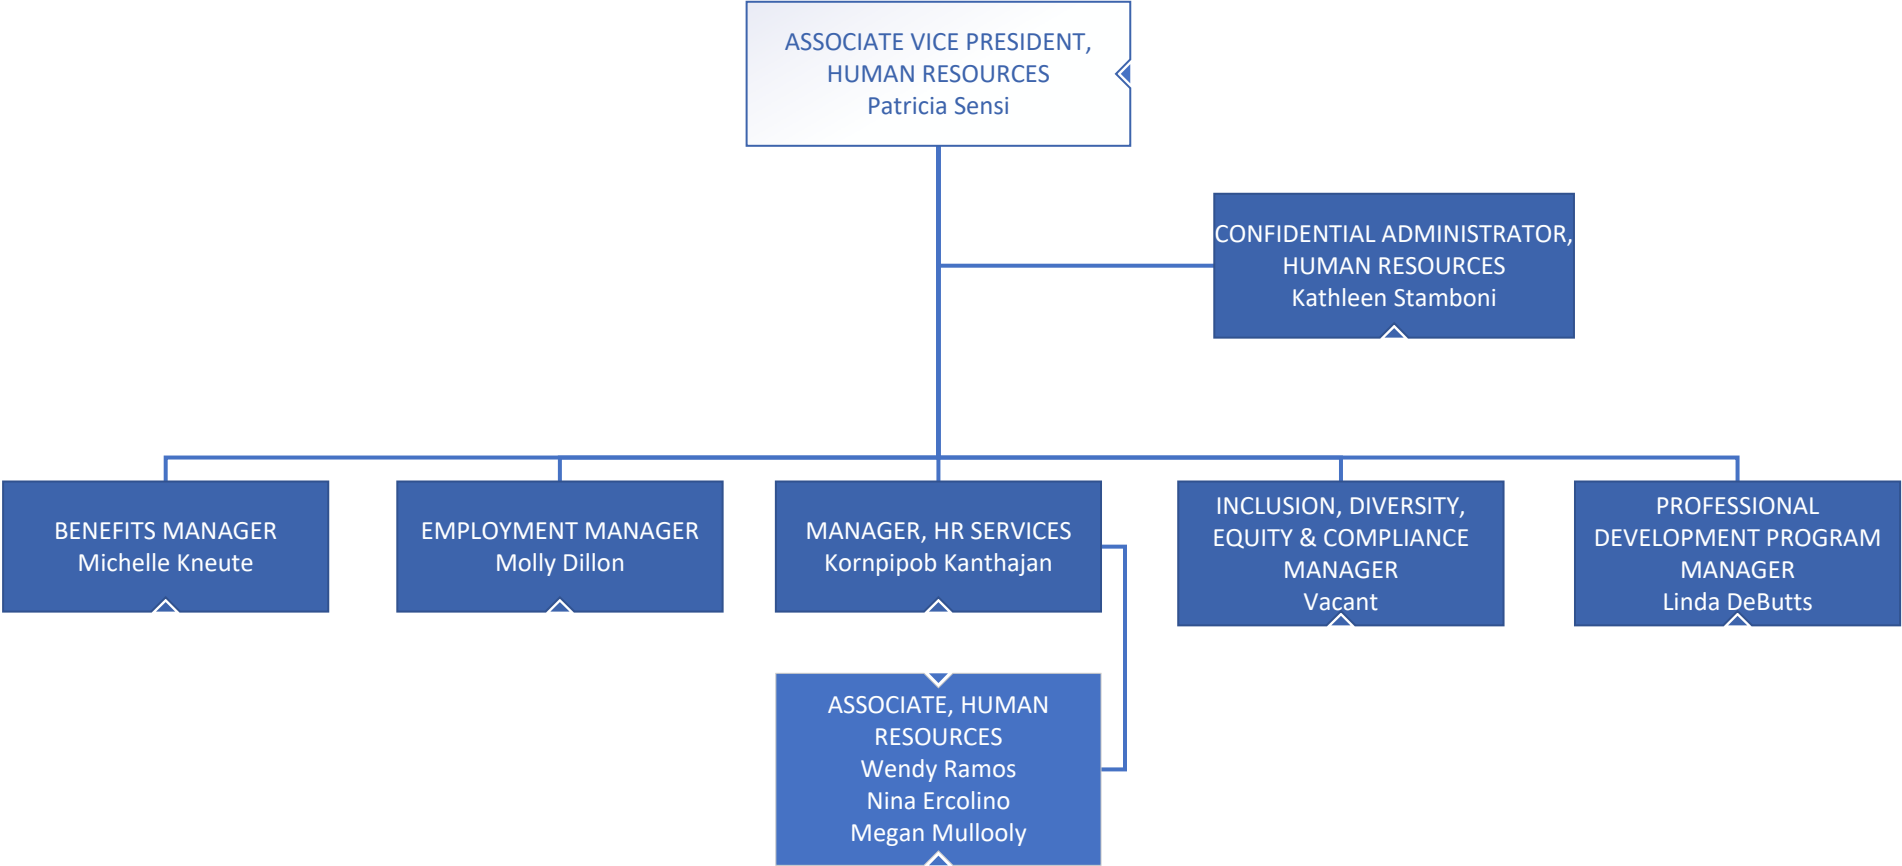 ASSOCIATE VICE PRESIDENT,
HUMAN RESOURCES
Patricia Sensi
CONFIDENTIAL ADMINISTRATOR,
HUMAN RESOURCES
Kathleen Stamboni
BENEFITS MANAGER
Michelle Kneute
EMPLOYMENT MANAGER
Molly Dillon
MANAGER, HR SERVICES
Kornpipob Kanthajan
INCLUSION, DIVERSITY,
EQUITY & COMPLIANCE
MANAGER
Vacant
PROFESSIONAL
DEVELOPMENT PROGRAM
MANAGER
Linda DeButts
ASSOCIATE, HUMAN
RESOURCES
Wendy Ramos
Nina Ercolino
Megan Mullooly